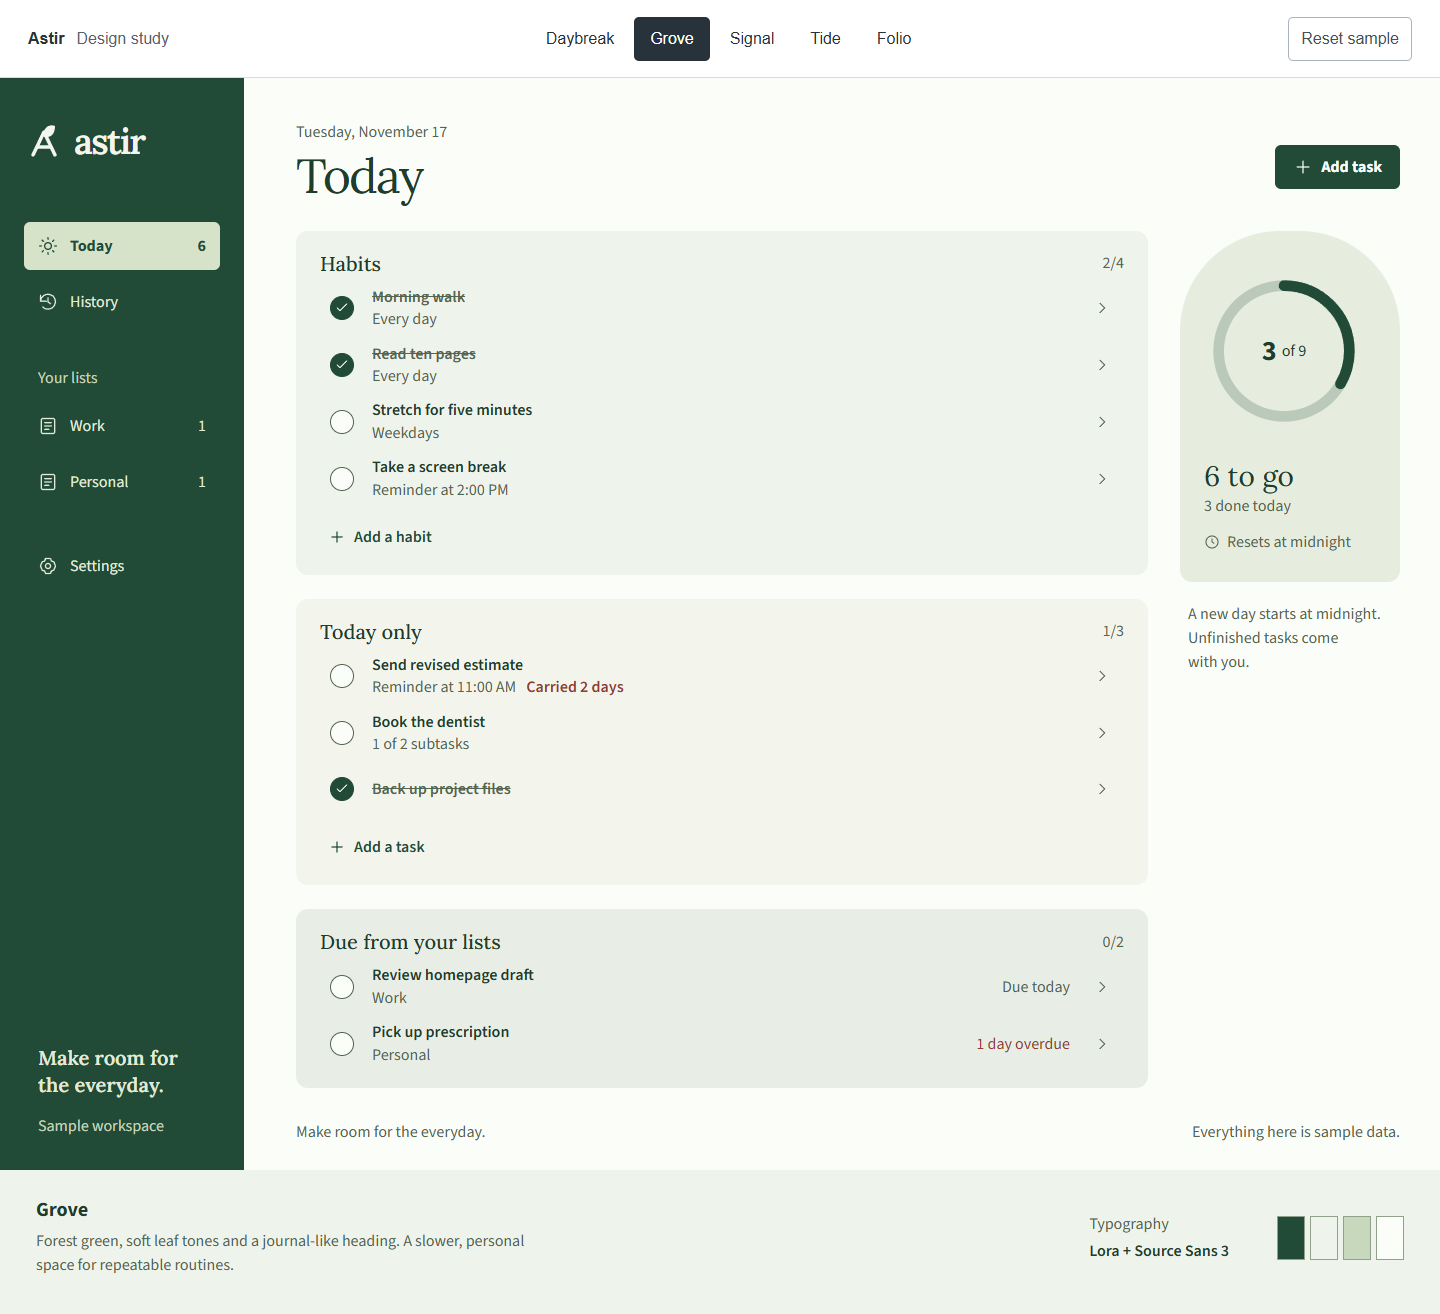 Astir Design study
Daybreak
Grove
Signal
Tide
Folio
Reset sample
astir
Today 6
History
Your lists
Work 1
Personal 1
Settings
Make room for
the everyday.
Sample workspace
Tuesday, November 17
Today
Add task
Habits 2/4
Morning walk
Every day
Read ten pages
Every day
Stretch for five minutes
Weekdays
Take a screen break
Reminder at 2:00 PM
Add a habit
Today only 1/3
Send revised estimate
Reminder at 11:00 AM Carried 2 days
Book the dentist
1 of 2 subtasks
Back up project files
Add a task
Due from your lists 0/2
Review homepage draft
Work
Due today
Pick up prescription
Personal
1 day overdue
3 of 9
6 to go
3 done today
Resets at midnight
A new day starts at midnight.
Unfinished tasks come
with you.
Make room for the everyday.
Everything here is sample data.
Grove
Forest green, soft leaf tones and a journal-like heading. A slower, personal
space for repeatable routines.
Typography
Lora + Source Sans 3